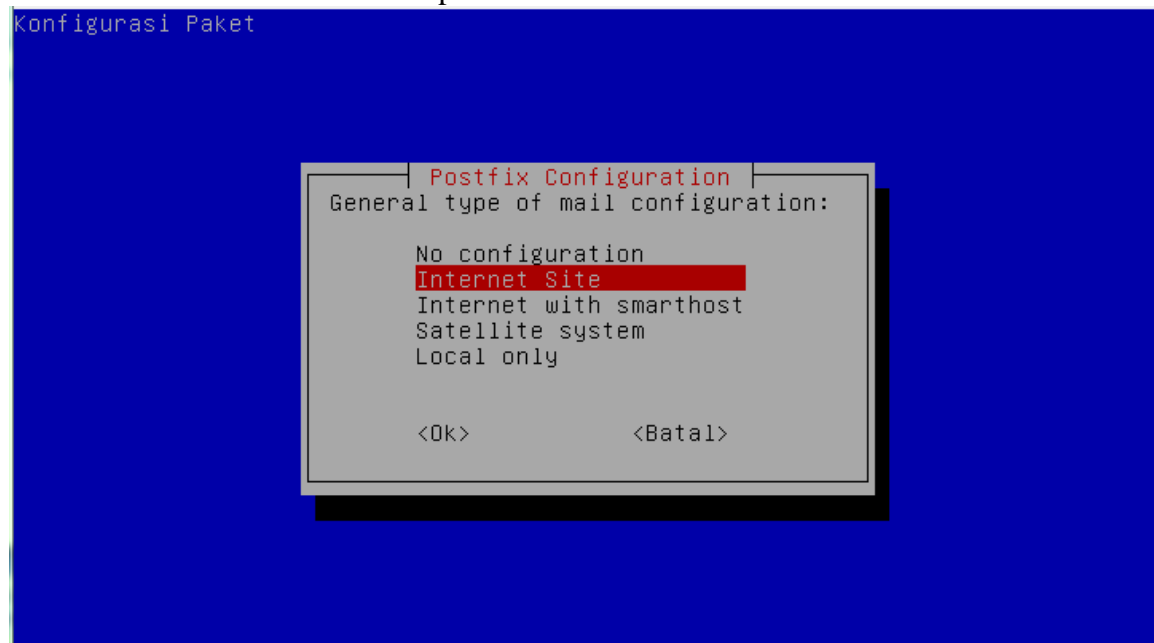 Konfigurasi Paket
Postfix Configuration
General type of mail configuration:
No configuration
Internet Site
Internet with smarthost
Satellite system
Local only
<Ok> <Batal>